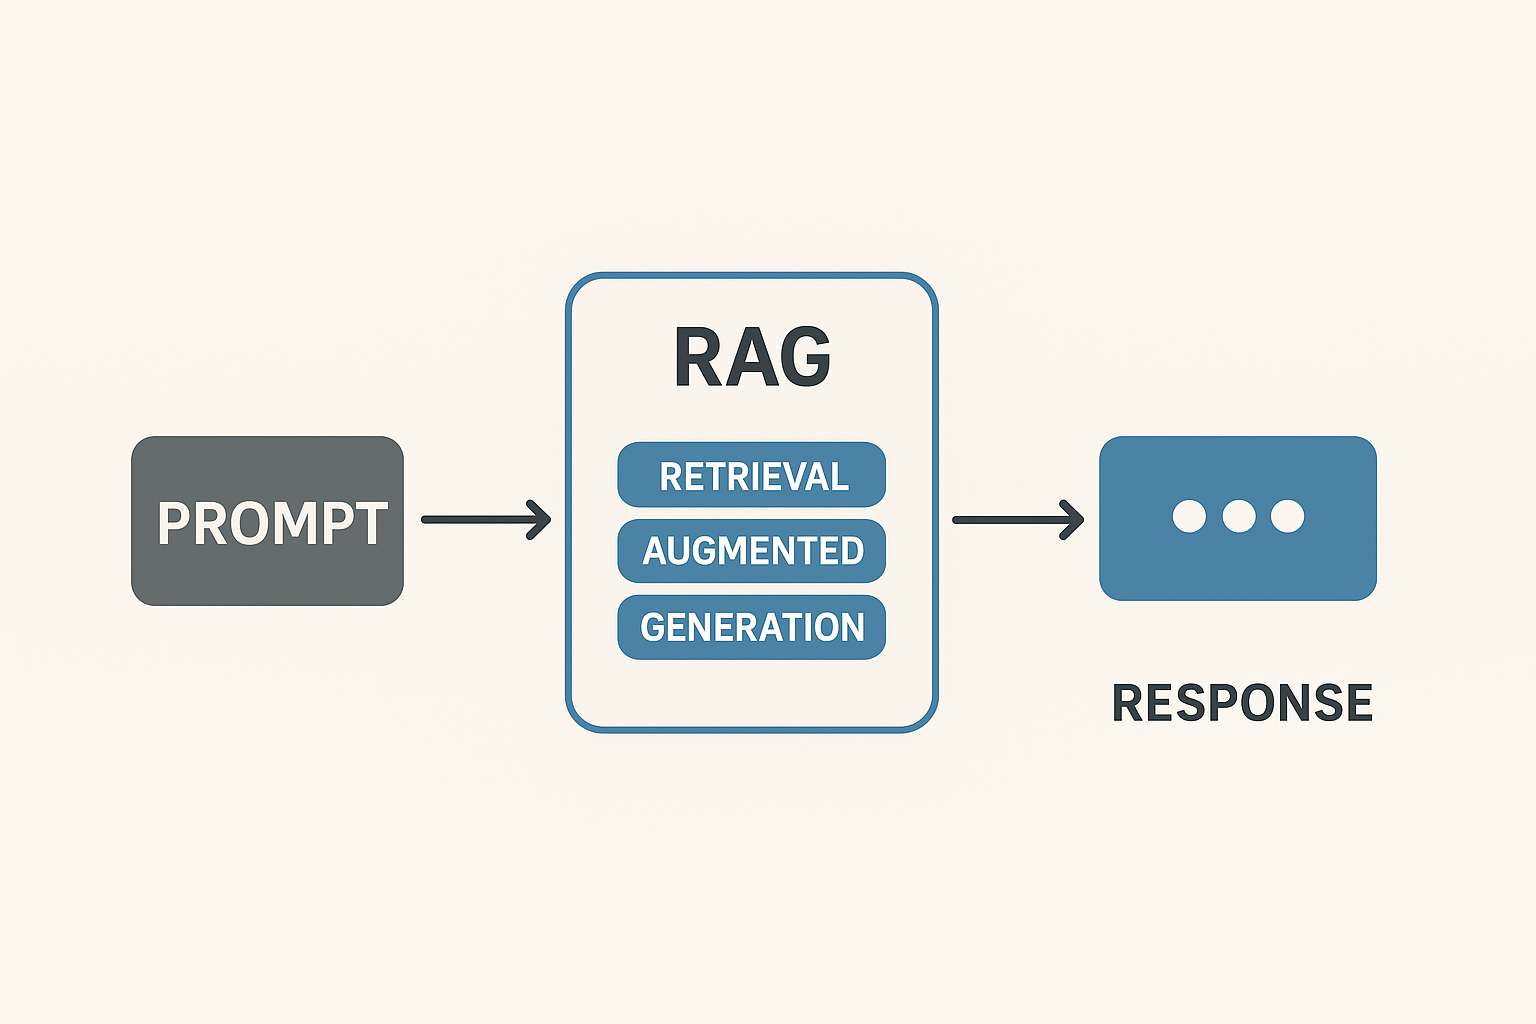 PROMPT
RAG
RETRIEVAL
AUGMENTED
GENERATION
RESPONSE